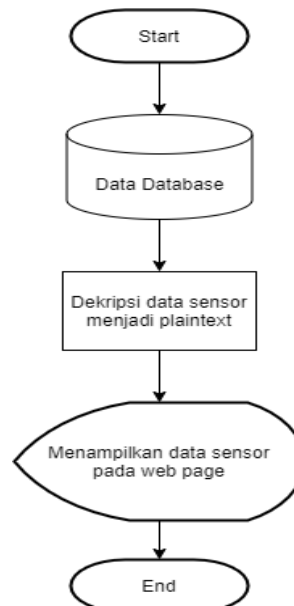 Start
Data Database
Dekripsi data sensor
menjadi plaintext
Menampilkan data sensor
pada web page
End